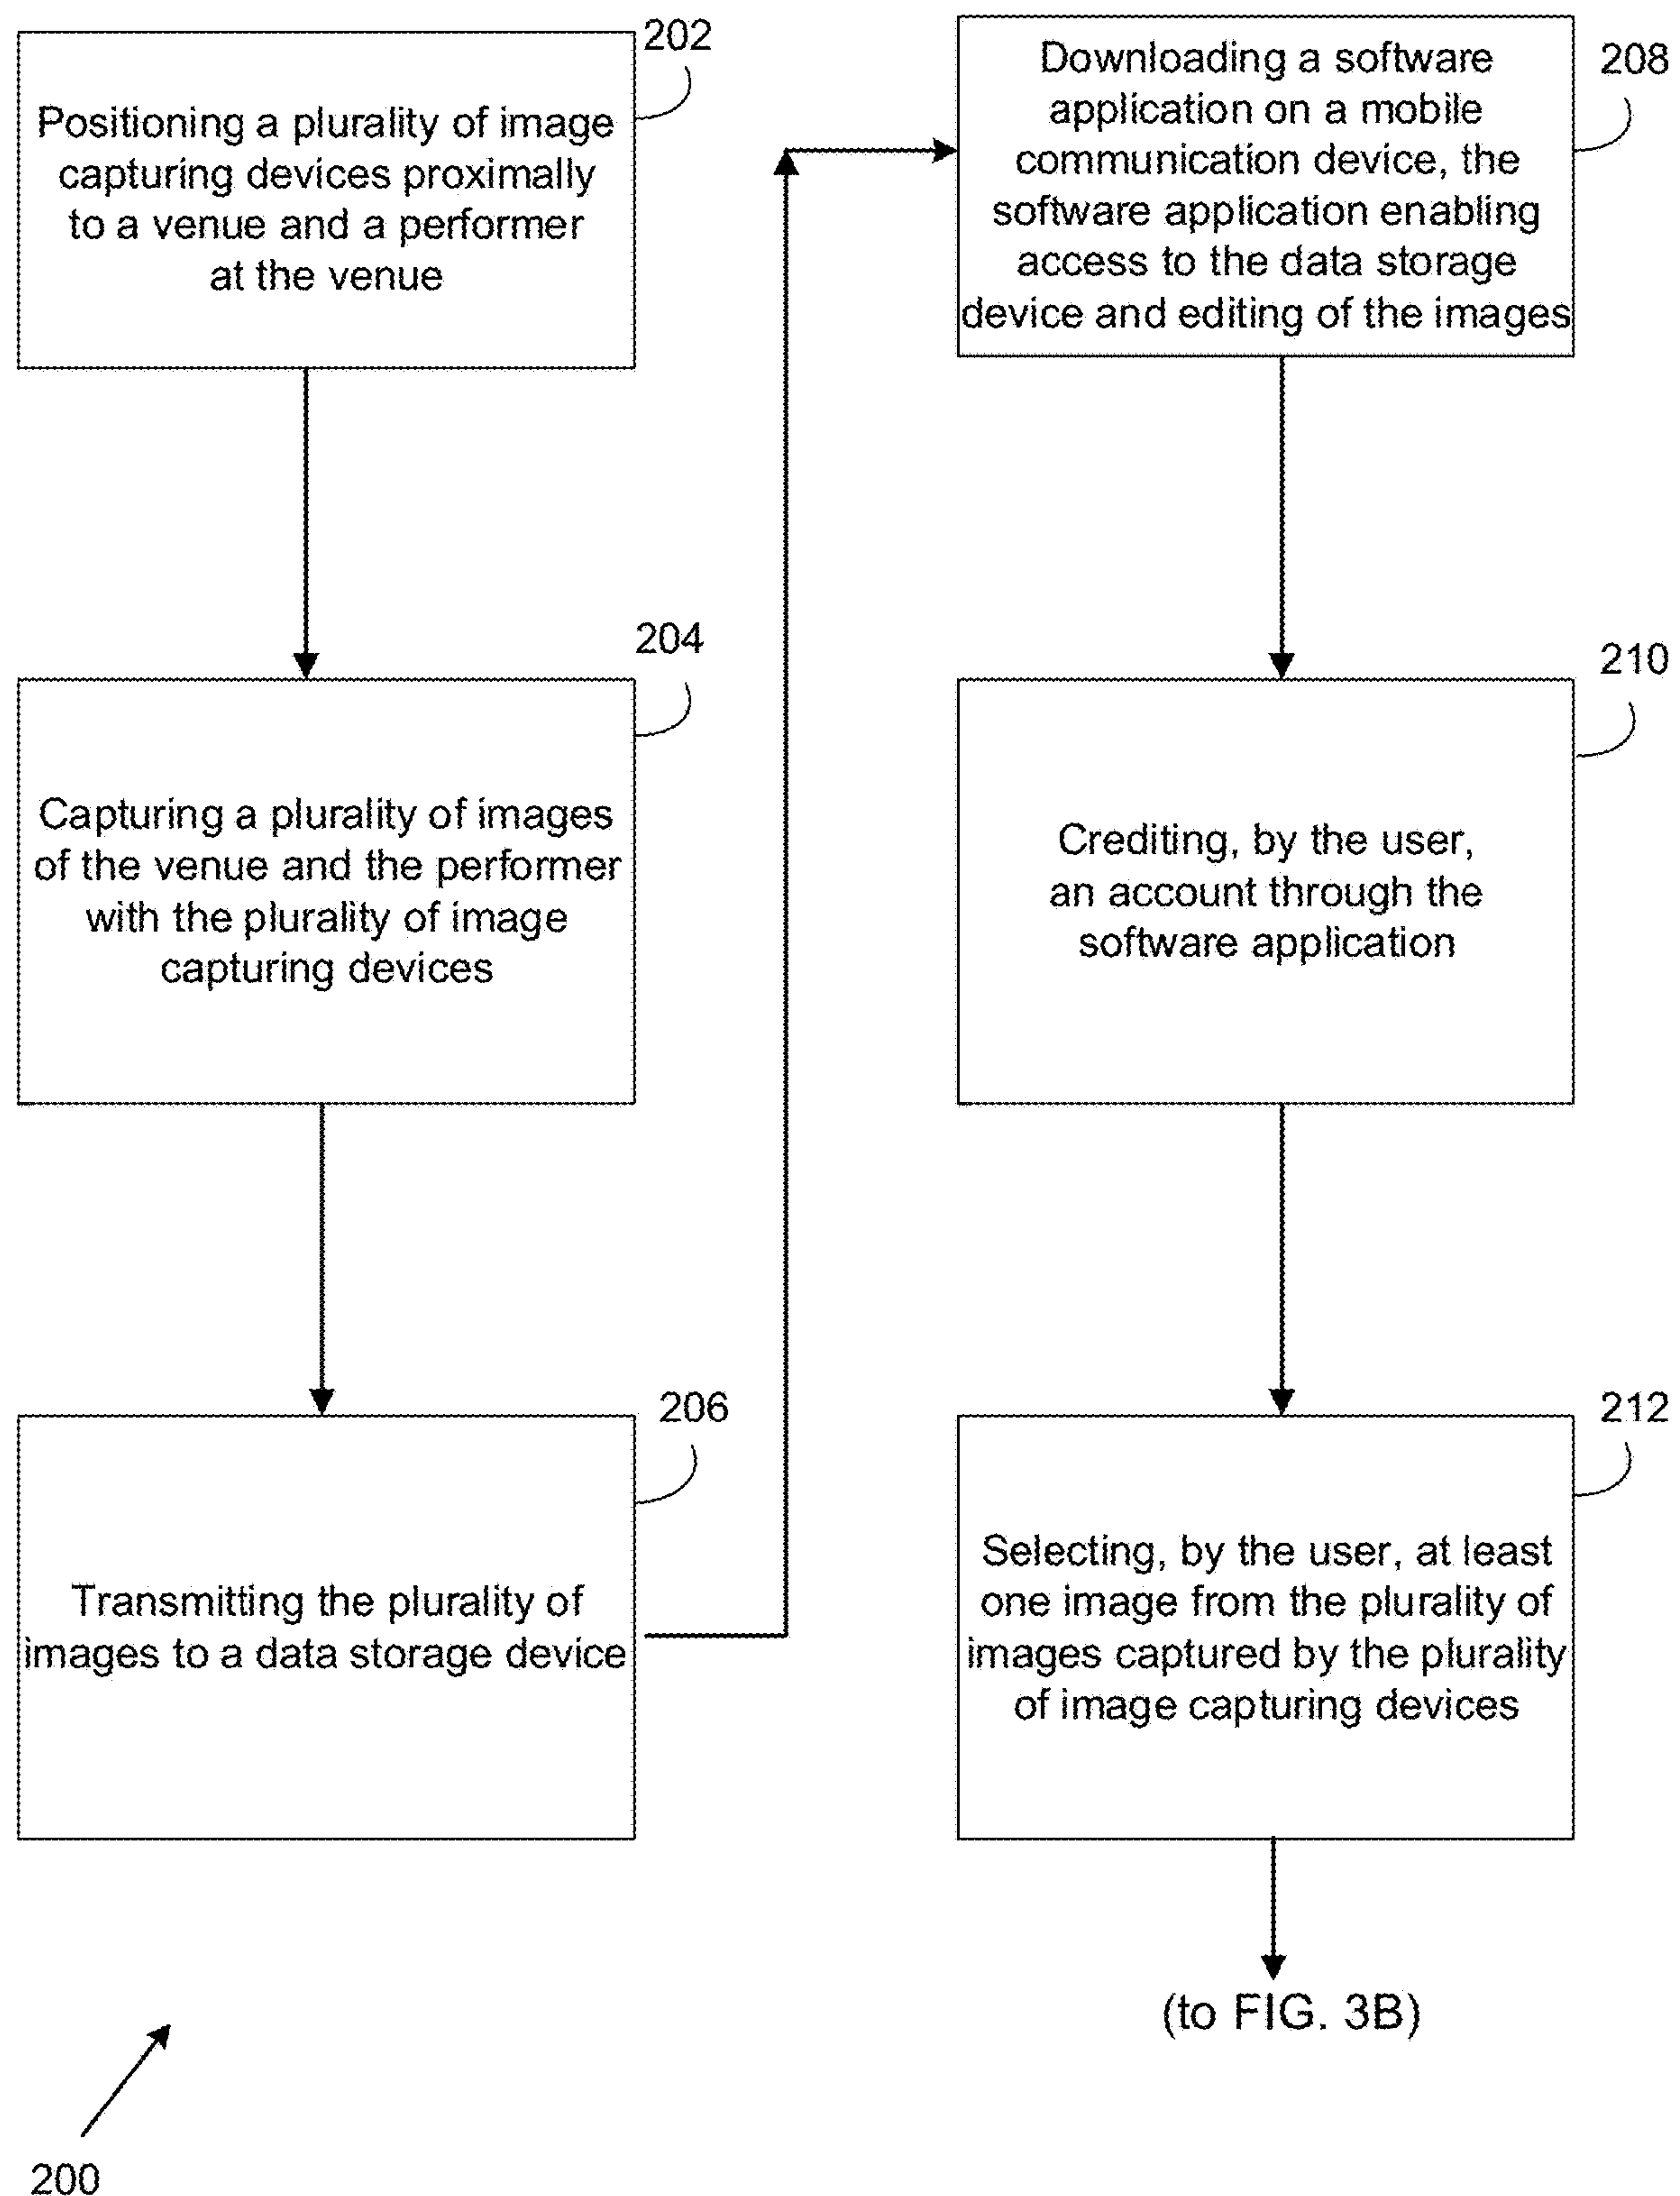 202
Positioning a plurality of image
capturing devices proximally
to a venue and a performer
at the venue
204
Capturing a plurality of images
of the venue and the performer
with the plurality of image
capturing devices
206
Transmitting the plurality of
images to a data storage device
208
Downloading a software
application on a mobile
communication device, the
software application enabling
access to the data storage
device and editing of the images
210
Crediting, by the user,
an account through the
software application
212
Selecting, by the user, at least
one image from the plurality of
images captured by the plurality
of image capturing devices
(to FIG. 3B)
200